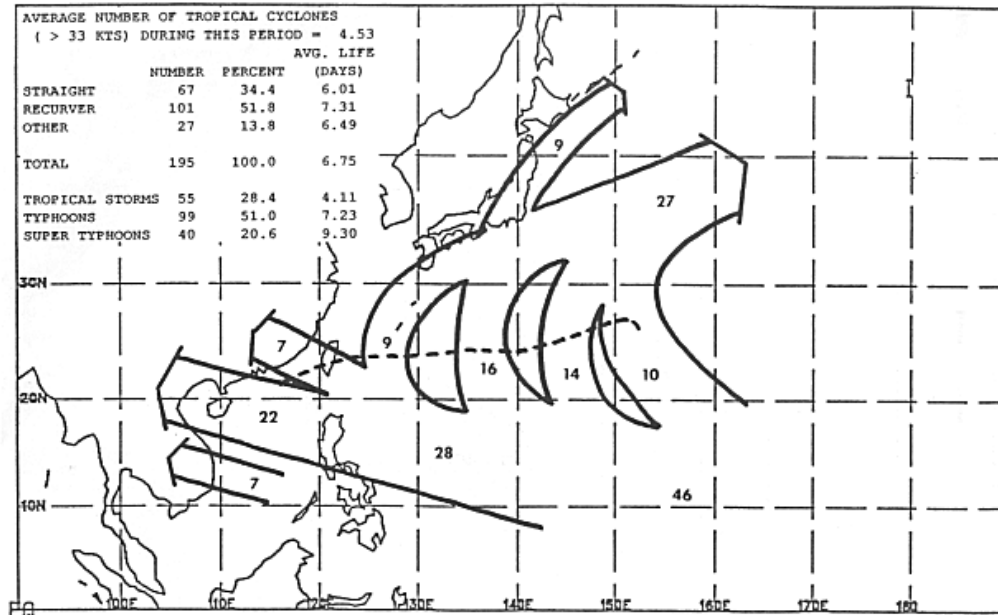 AVERAGE NUMBER OF TROPICAL CYCLONES
( > 33 KTS) DURING THIS PERIOD = 4.53
AVG. LIFE
NUMBER PERCENT (DAYS)
STRAIGHT 67 34.4 6.01
RECURVER 101 51.8 7.31
OTHER 27 13.8 6.49
TOTAL 195 100.0 6.75
TROPICAL STORMS 55 28.4 4.11
TYPHOONS 99 51.0 7.23
SUPER TYPHOONS 40 20.6 9.30
9
27
30N
7
9
16
14
10
20N
22
28
7
46
10N
EQ
100E 110E 120E 130E 140E 150E 160E 170E 180